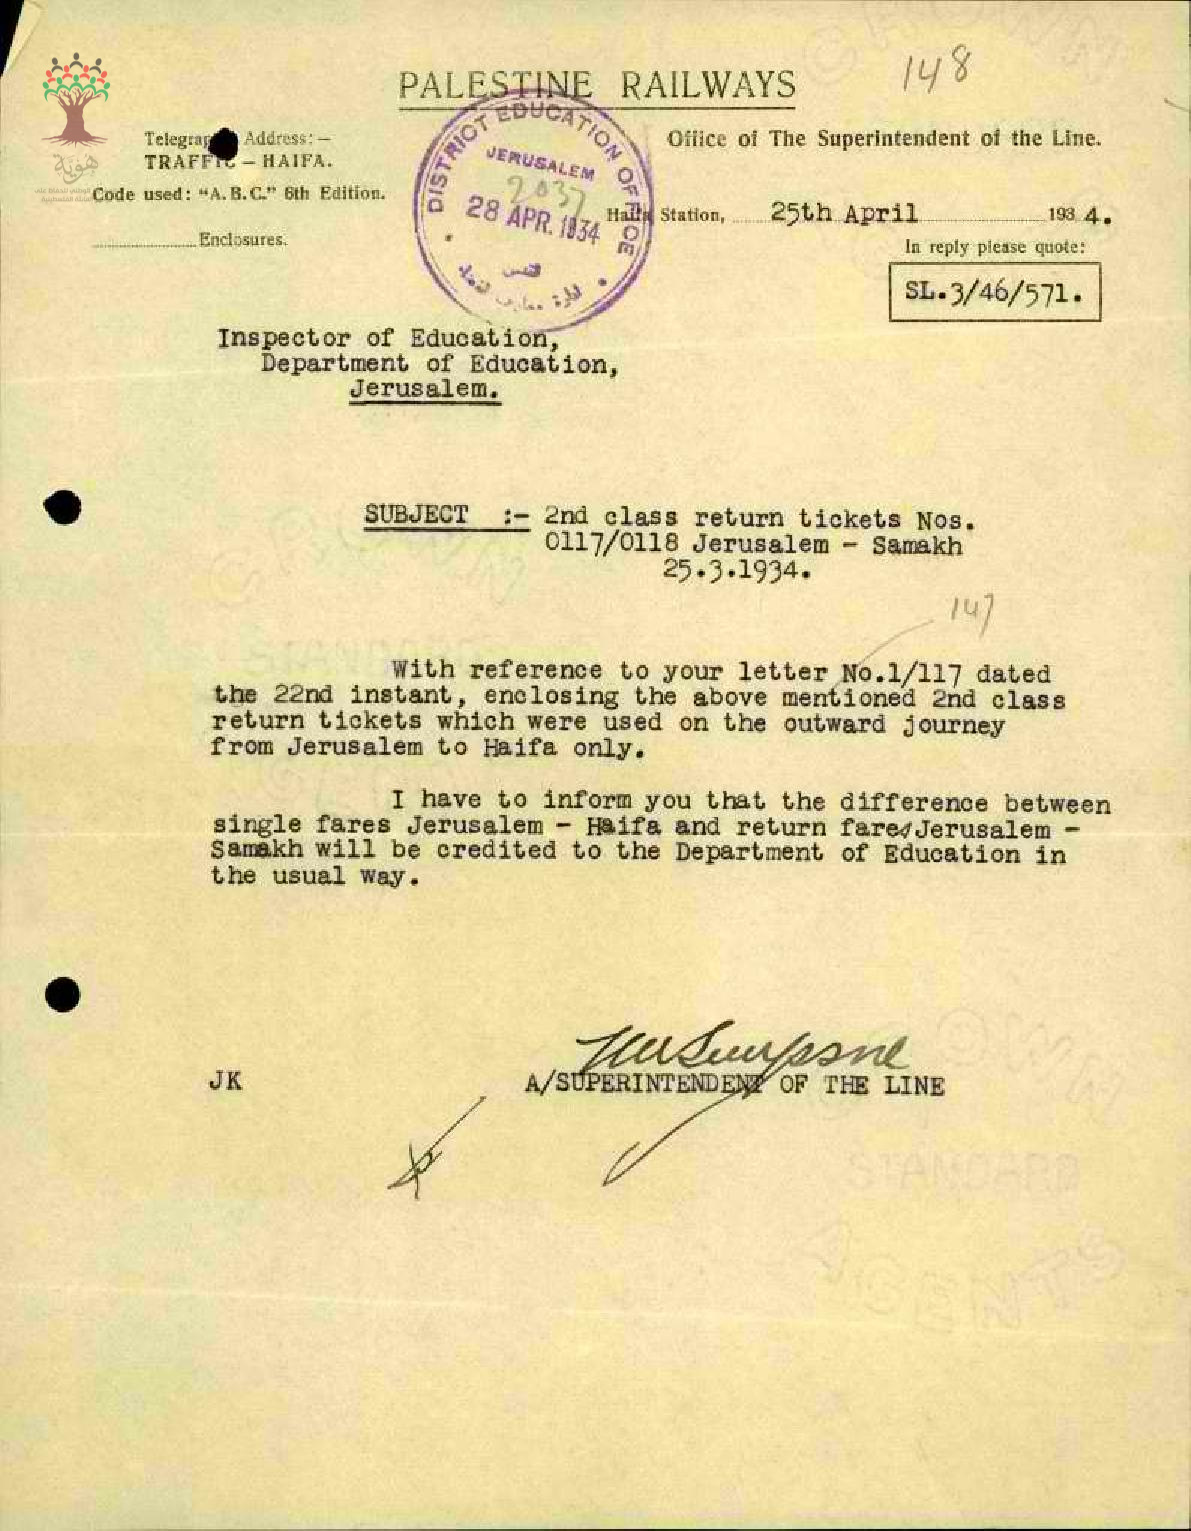 148
PALESTINE RAILWAYS
Telegraphic Address:—
TRAFFIC – HAIFA.
Code used: “A.B.C.” 6th Edition.
Enclosures.
Office of The Superintendent of the Line.
Haifa Station, 25th April 1934.
In reply please quote:
SL.3/46/571.
DISTRICT EDUCATION OFFICE
JERUSALEM
2037
28 APR. 1934
القدس
هوية
Inspector of Education,
Department of Education,
Jerusalem.
SUBJECT :- 2nd class return tickets Nos.
0117/0118 Jerusalem - Samakh
25.3.1934.
147
With reference to your letter No.1/117 dated
the 22nd instant, enclosing the above mentioned 2nd class
return tickets which were used on the outward journey
from Jerusalem to Haifa only.
I have to inform you that the difference between
single fares Jerusalem - Haifa and return fares Jerusalem -
Samakh will be credited to the Department of Education in
the usual way.
JK
A/SUPERINTENDENT OF THE LINE
STANDARD
AGENTS